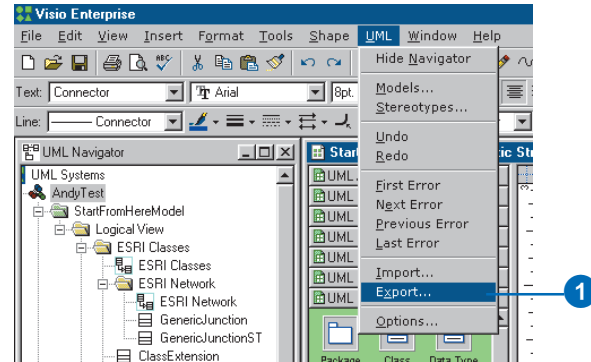 Visio Enterprise
File Edit View Insert Format Tools Shape UML Window Help
Text: Connector Arial 8pt.
Line: Connector
Hide Navigator
Models...
Stereotypes...
Undo
Redo
First Error
Next Error
Previous Error
Last Error
Import...
Export...
Options...
1
UML Navigator
UML Systems
AndyTest
StartFromHereModel
Logical View
ESRI Classes
ESRI Classes
ESRI Network
ESRI Network
GenericJunction
GenericJunctionST
ClassExtension
UML
UML
UML
UML
UML
UML
UML
Package Class Data Type